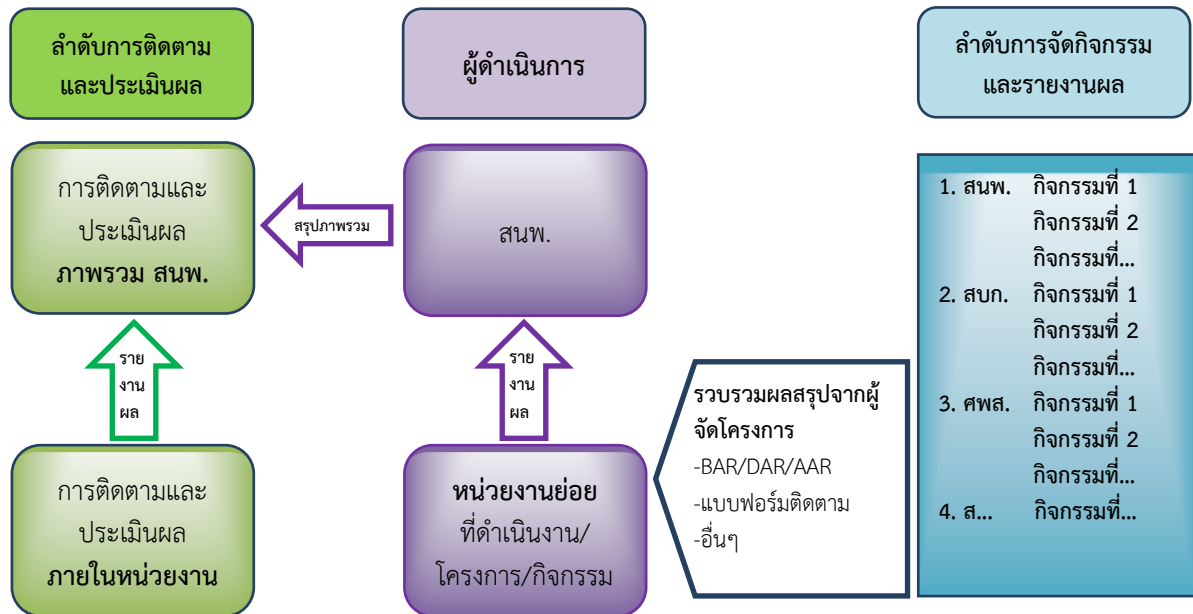 ลำดับการติดตาม
และประเมินผล
ผู้ดำเนินการ
ลำดับการจัดกิจกรรม
และรายงานผล
การติดตามและ
ประเมินผล
ภาพรวม สนพ.
สรุปภาพรวม
สนพ.
ราย
งาน
ผล
ราย
งาน
ผล
การติดตามและ
ประเมินผล
ภายในหน่วยงาน
หน่วยงานย่อย
ที่ดำเนินงาน/
โครงการ/กิจกรรม
รวบรวมผลสรุปจากผู้
จัดโครงการ
-BAR/DAR/AAR
-แบบฟอร์มติดตาม
-อื่นๆ
1. สนพ. กิจกรรมที่ 1
กิจกรรมที่ 2
กิจกรรมที่...
2. สบก. กิจกรรมที่ 1
กิจกรรมที่ 2
กิจกรรมที่...
3. ศพส. กิจกรรมที่ 1
กิจกรรมที่ 2
กิจกรรมที่...
4. ส... กิจกรรมที่...